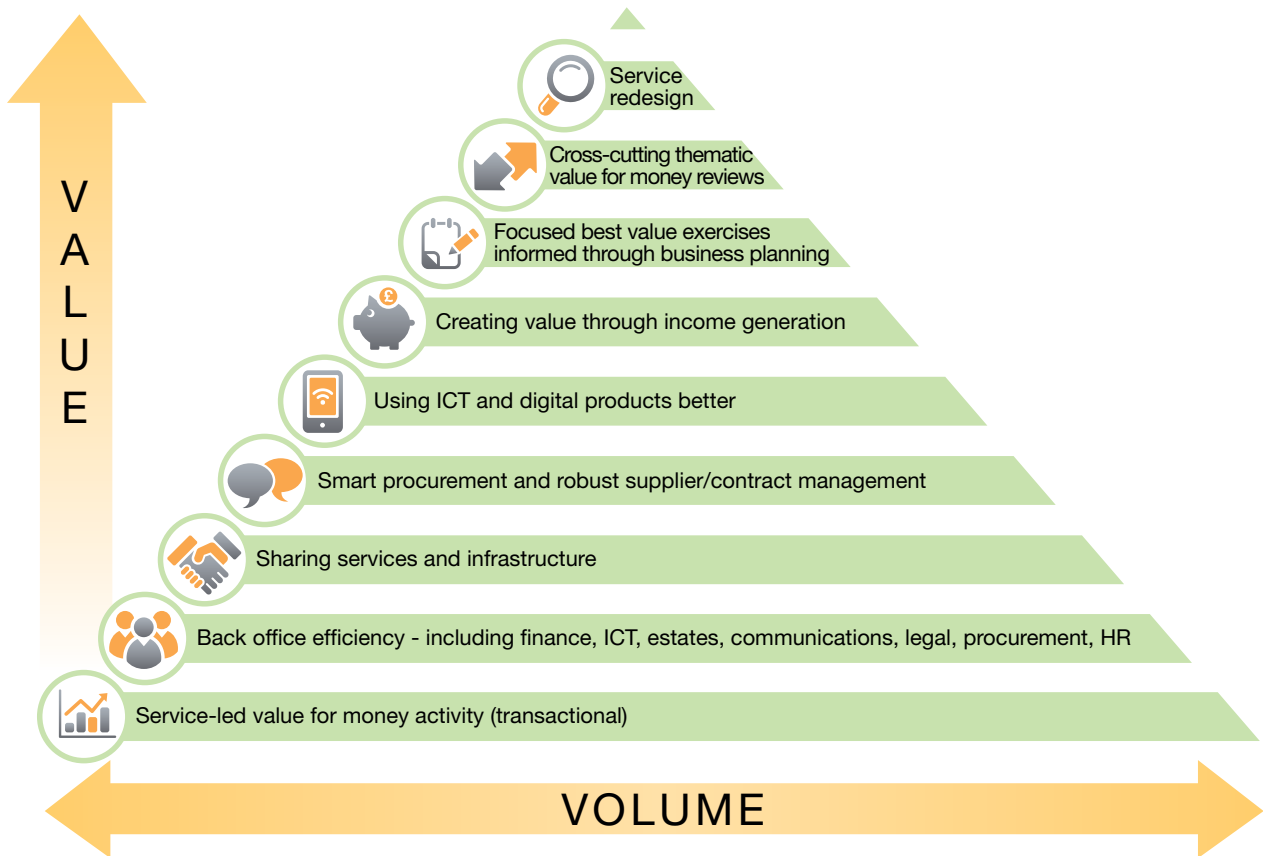 VALUE
Service
redesign
Cross-cutting thematic
value for money reviews
Focused best value exercises
informed through business planning
£
Creating value through income generation
Using ICT and digital products better
Smart procurement and robust supplier/contract management
Sharing services and infrastructure
Back office efficiency - including finance, ICT, estates, communications, legal, procurement, HR
Service-led value for money activity (transactional)
VOLUME